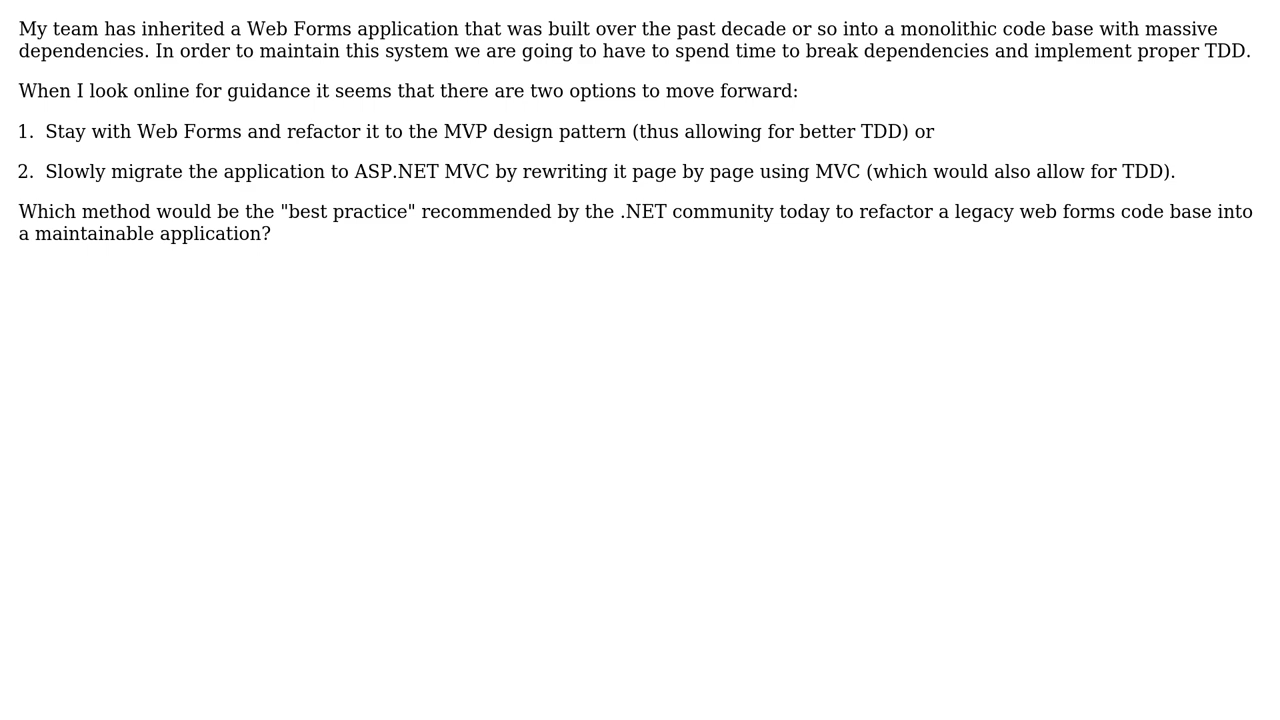 My team has inherited a Web Forms application that was built over the past decade or so into a monolithic code base with massive
dependencies. In order to maintain this system we are going to have to spend time to break dependencies and implement proper TDD.
When I look online for guidance it seems that there are two options to move forward:
1. Stay with Web Forms and refactor it to the MVP design pattern (thus allowing for better TDD) or
2. Slowly migrate the application to ASP.NET MVC by rewriting it page by page using MVC (which would also allow for TDD).
Which method would be the "best practice" recommended by the .NET community today to refactor a legacy web forms code base into
a maintainable application?